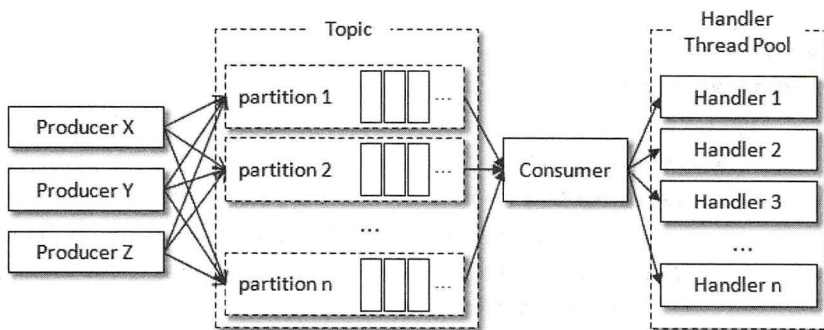 Topic
Handler
Thread Pool
partition 1
...
Handler 1
Producer X
Handler 2
partition 2
...
Consumer
Producer Y
Handler 3
...
...
Producer Z
partition n
...
Handler n